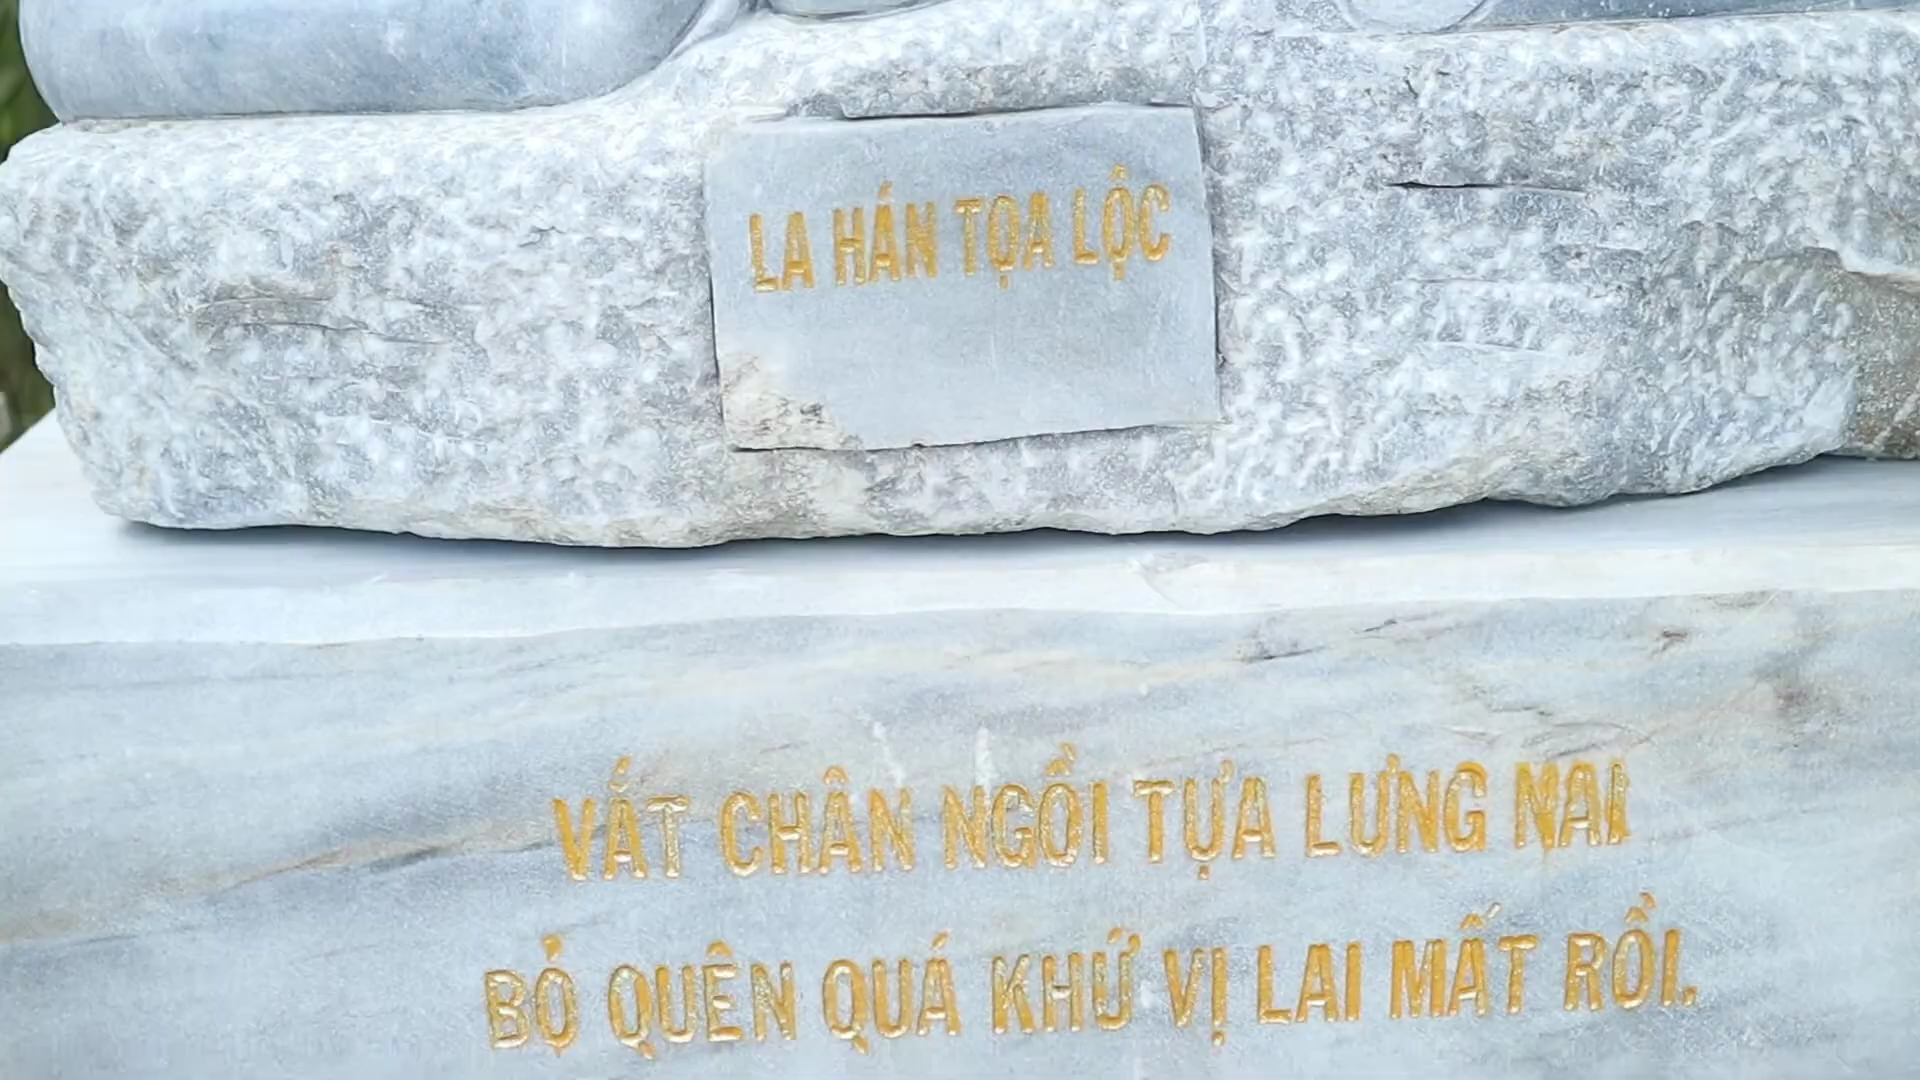 LA HÁN TỌA LỘC
VẮT CHÂN NGỒI TỰA LƯNG NAI
BỎ QUÊN QUÁ KHỨ VỊ LAI MẤT RỒI.